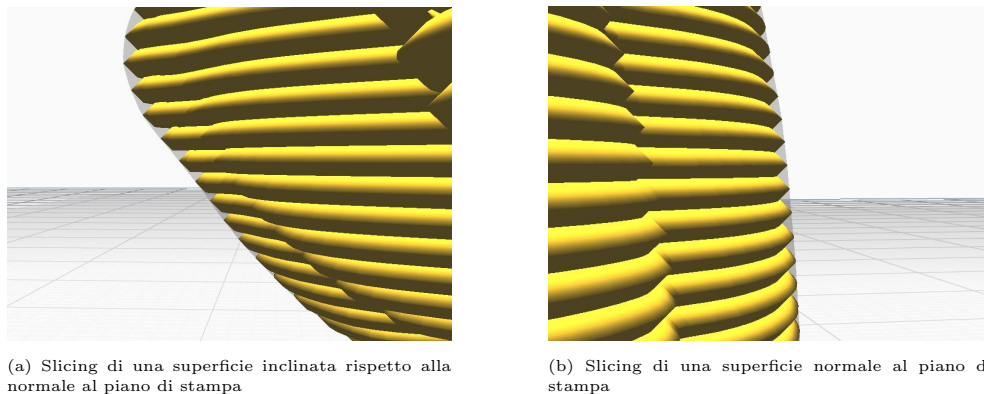 (a) Slicing di una superficie inclinata rispetto alla
normale al piano di stampa
(b) Slicing di una superficie normale al piano d
stampa